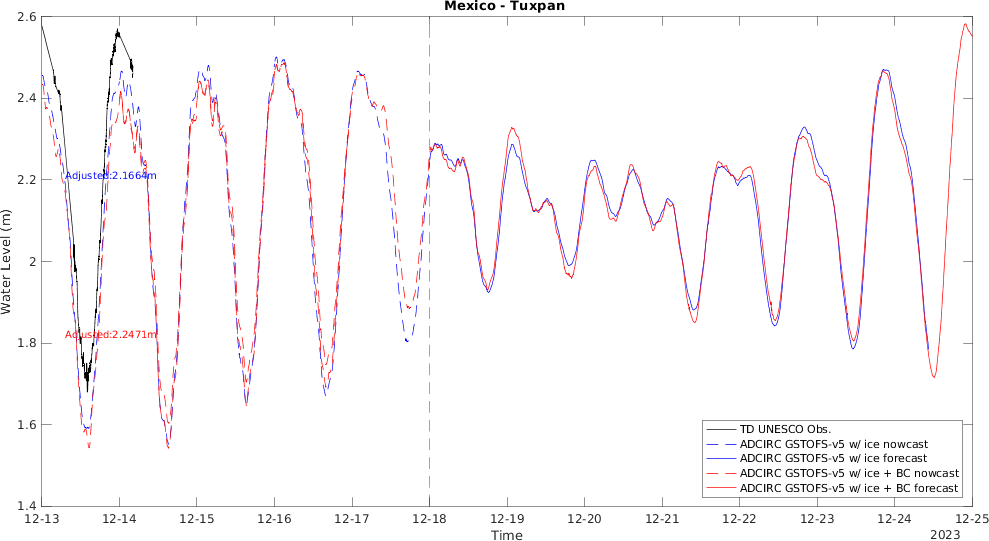 Mexico - Tuxpan
2.6
2.4
2.2
2
1.8
1.6
1.4
Water Level (m)
Adjusted:2.1664m
Adjusted:2.2471m
TD UNESCO Obs.
ADCIRC GSTOFS-v5 w/ ice nowcast
ADCIRC GSTOFS-v5 w/ ice forecast
ADCIRC GSTOFS-v5 w/ ice + BC nowcast
ADCIRC GSTOFS-v5 w/ ice + BC forecast
12-13 12-14 12-15 12-16 12-17 12-18 12-19 12-20 12-21 12-22 12-23 12-24 12-25
Time
2023